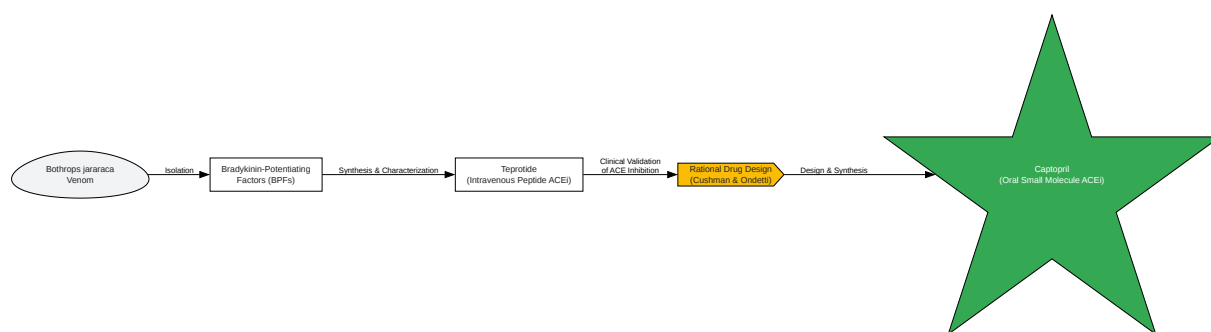 Bothrops jararaca
Venom
Isolation
Bradykinin-Potentiating
Factors (BPFs)
Synthesis & Characterization
Teprotide
(Intravenous Peptide ACEi)
Clinical Validation
of ACE Inhibition
Rational Drug Design
(Cushman & Ondetti)
Design & Synthesis
Captopril
(Oral Small Molecule ACEi)